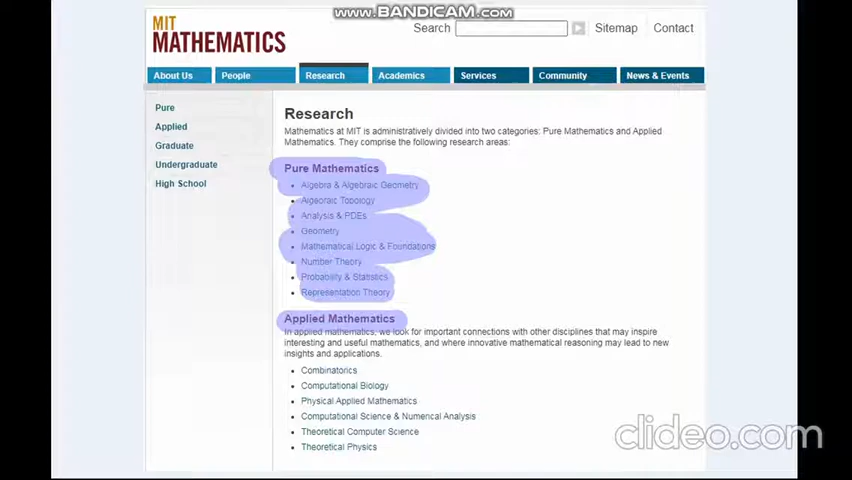 www.BANDICAM.com
MIT
MATHEMATICS
Search
Sitemap
Contact
About Us
People
Research
Academics
Services
Community
News & Events
Pure
Applied
Graduate
Undergraduate
High School
Research
Mathematics at MIT is administratively divided into two categories: Pure Mathematics and Applied
Mathematics. They comprise the following research areas:
Pure Mathematics
Algebra & Algebraic Geometry
Algebraic Topology
Analysis & PDEs
Geometry
Mathematical Logic & Foundations
Number Theory
Probability & Statistics
Representation Theory
Applied Mathematics
In applied mathematics, we look for important connections with other disciplines that may inspire
interesting and useful mathematics, and where innovative mathematical reasoning may lead to new
insights and applications.
Combinatorics
Computational Biology
Physical Applied Mathematics
Computational Science & Numerical Analysis
Theoretical Computer Science
Theoretical Physics
clideo.com